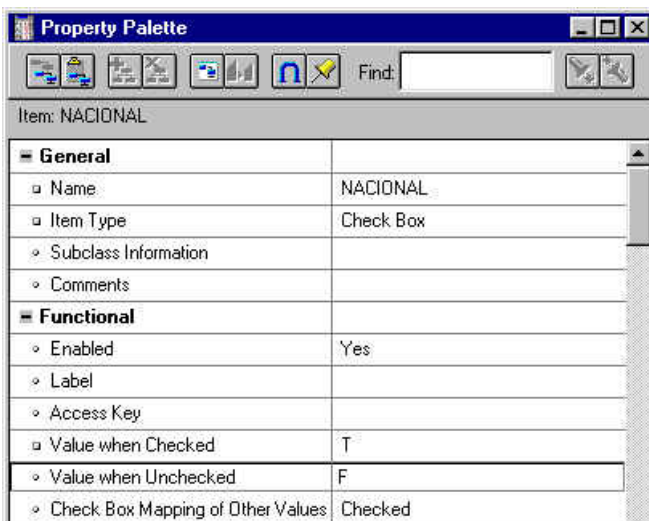 Property Palette
Find:
Item: NACIONAL
General
Name NACIONAL
Item Type Check Box
Subclass Information
Comments
Functional
Enabled Yes
Label
Access Key
Value when Checked T
Value when Unchecked F
Check Box Mapping of Other Values Checked